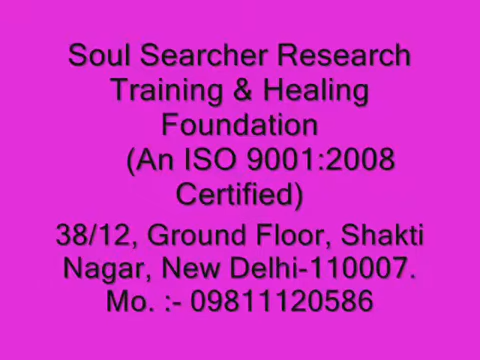 Soul Searcher Research
Training & Healing
Foundation
(An ISO 9001:2008
Certified)
38/12, Ground Floor, Shakti
Nagar, New Delhi-110007.
Mo. :- 09811120586